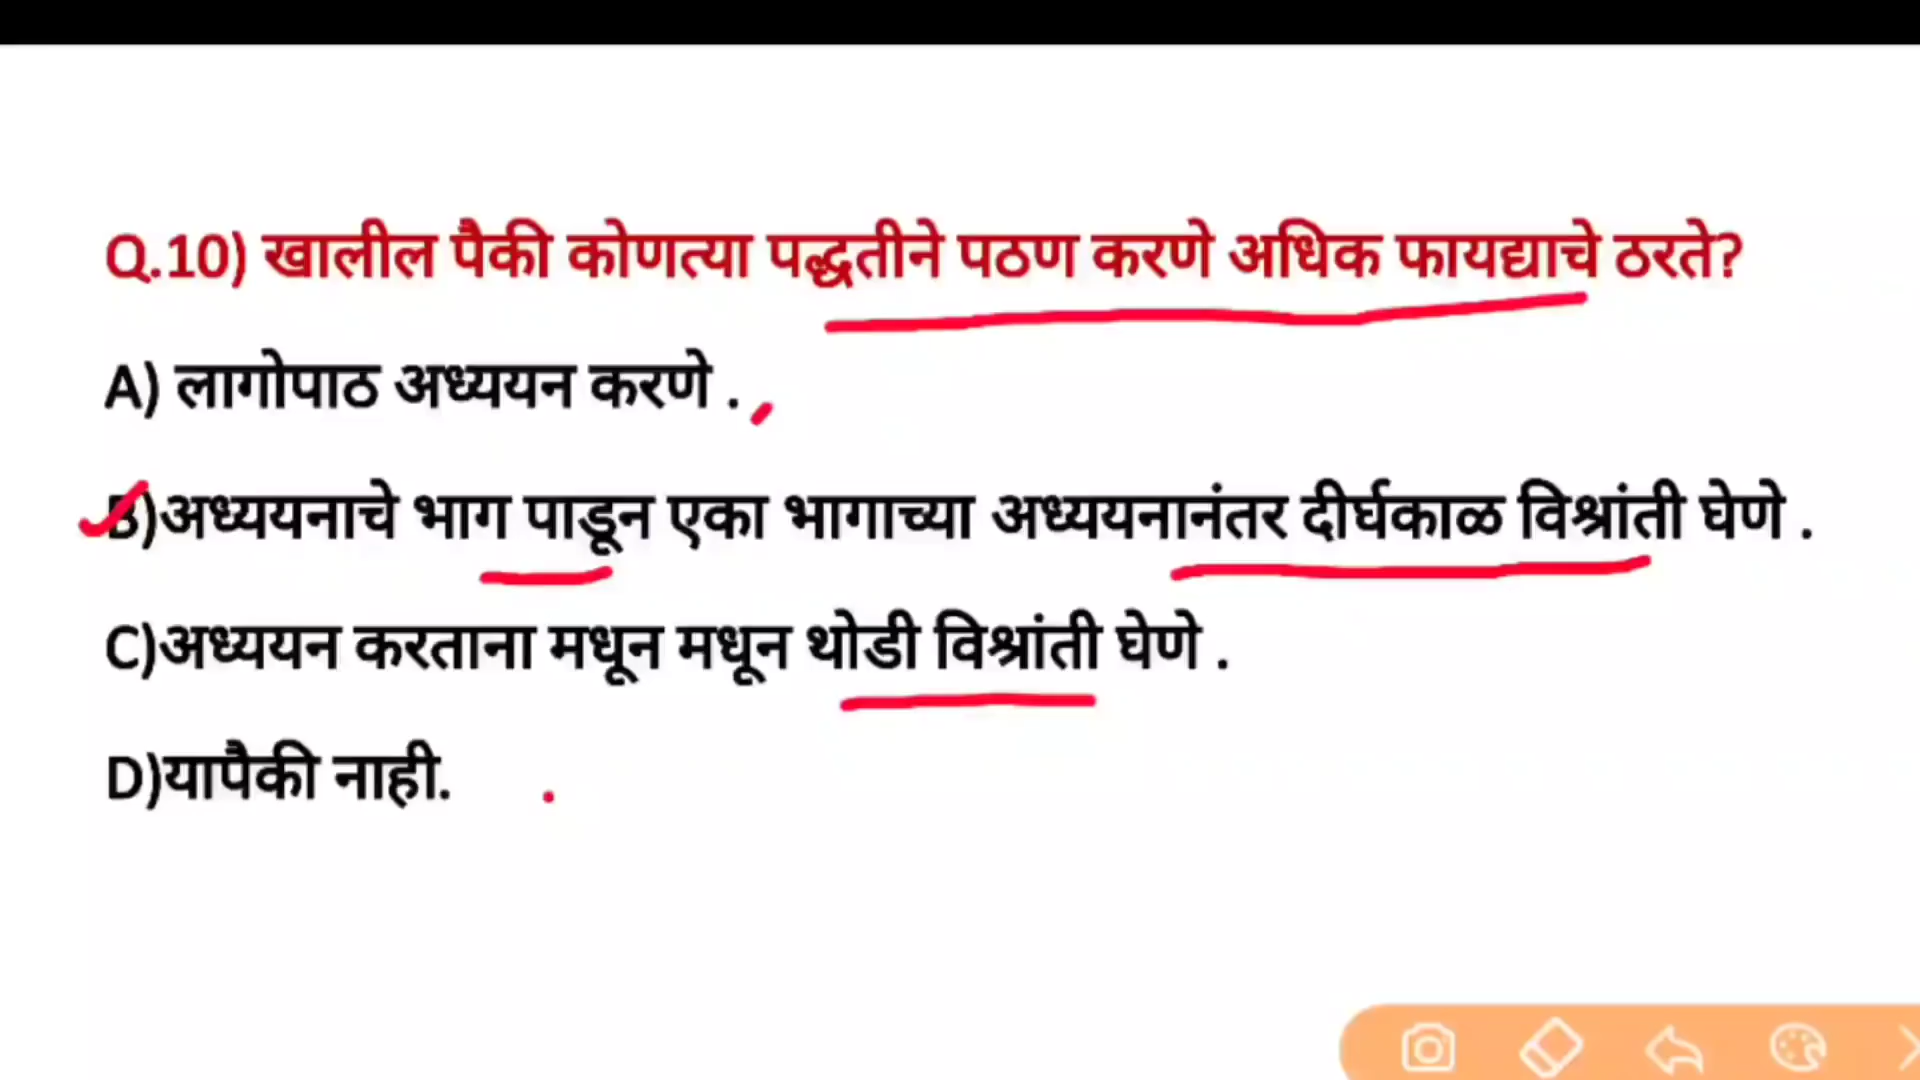 Q.10) खालील पैकी कोणत्या पद्धतीने पठण करणे अधिक फायद्याचे ठरते?
A) लागोपाठ अध्ययन करणे .
B)अध्ययनाचे भाग पाडून एका भागाच्या अध्ययनानंतर दीर्घकाळ विश्रांती घेणे .
C)अध्ययन करताना मधून मधून थोडी विश्रांती घेणे .
D)यापैकी नाही.